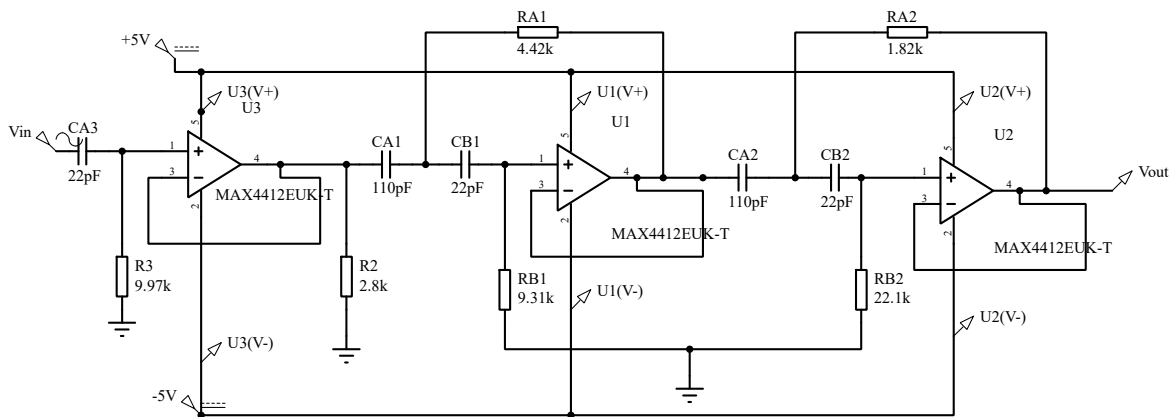 RA1
4.42k
RA2
1.82k
+5V
U3(V+)
U3
U1(V+)
U1
U2(V+)
U2
Vin
CA3
22pF
1
3
5
2
4
MAX4412EUK-T
CA1
110pF
CB1
22pF
1
3
5
2
4
MAX4412EUK-T
CA2
110pF
CB2
22pF
1
3
5
2
4
MAX4412EUK-T
Vout
R3
9.97k
R2
2.8k
RB1
9.31k
RB2
22.1k
U3(V-)
U1(V-)
U2(V-)
-5V